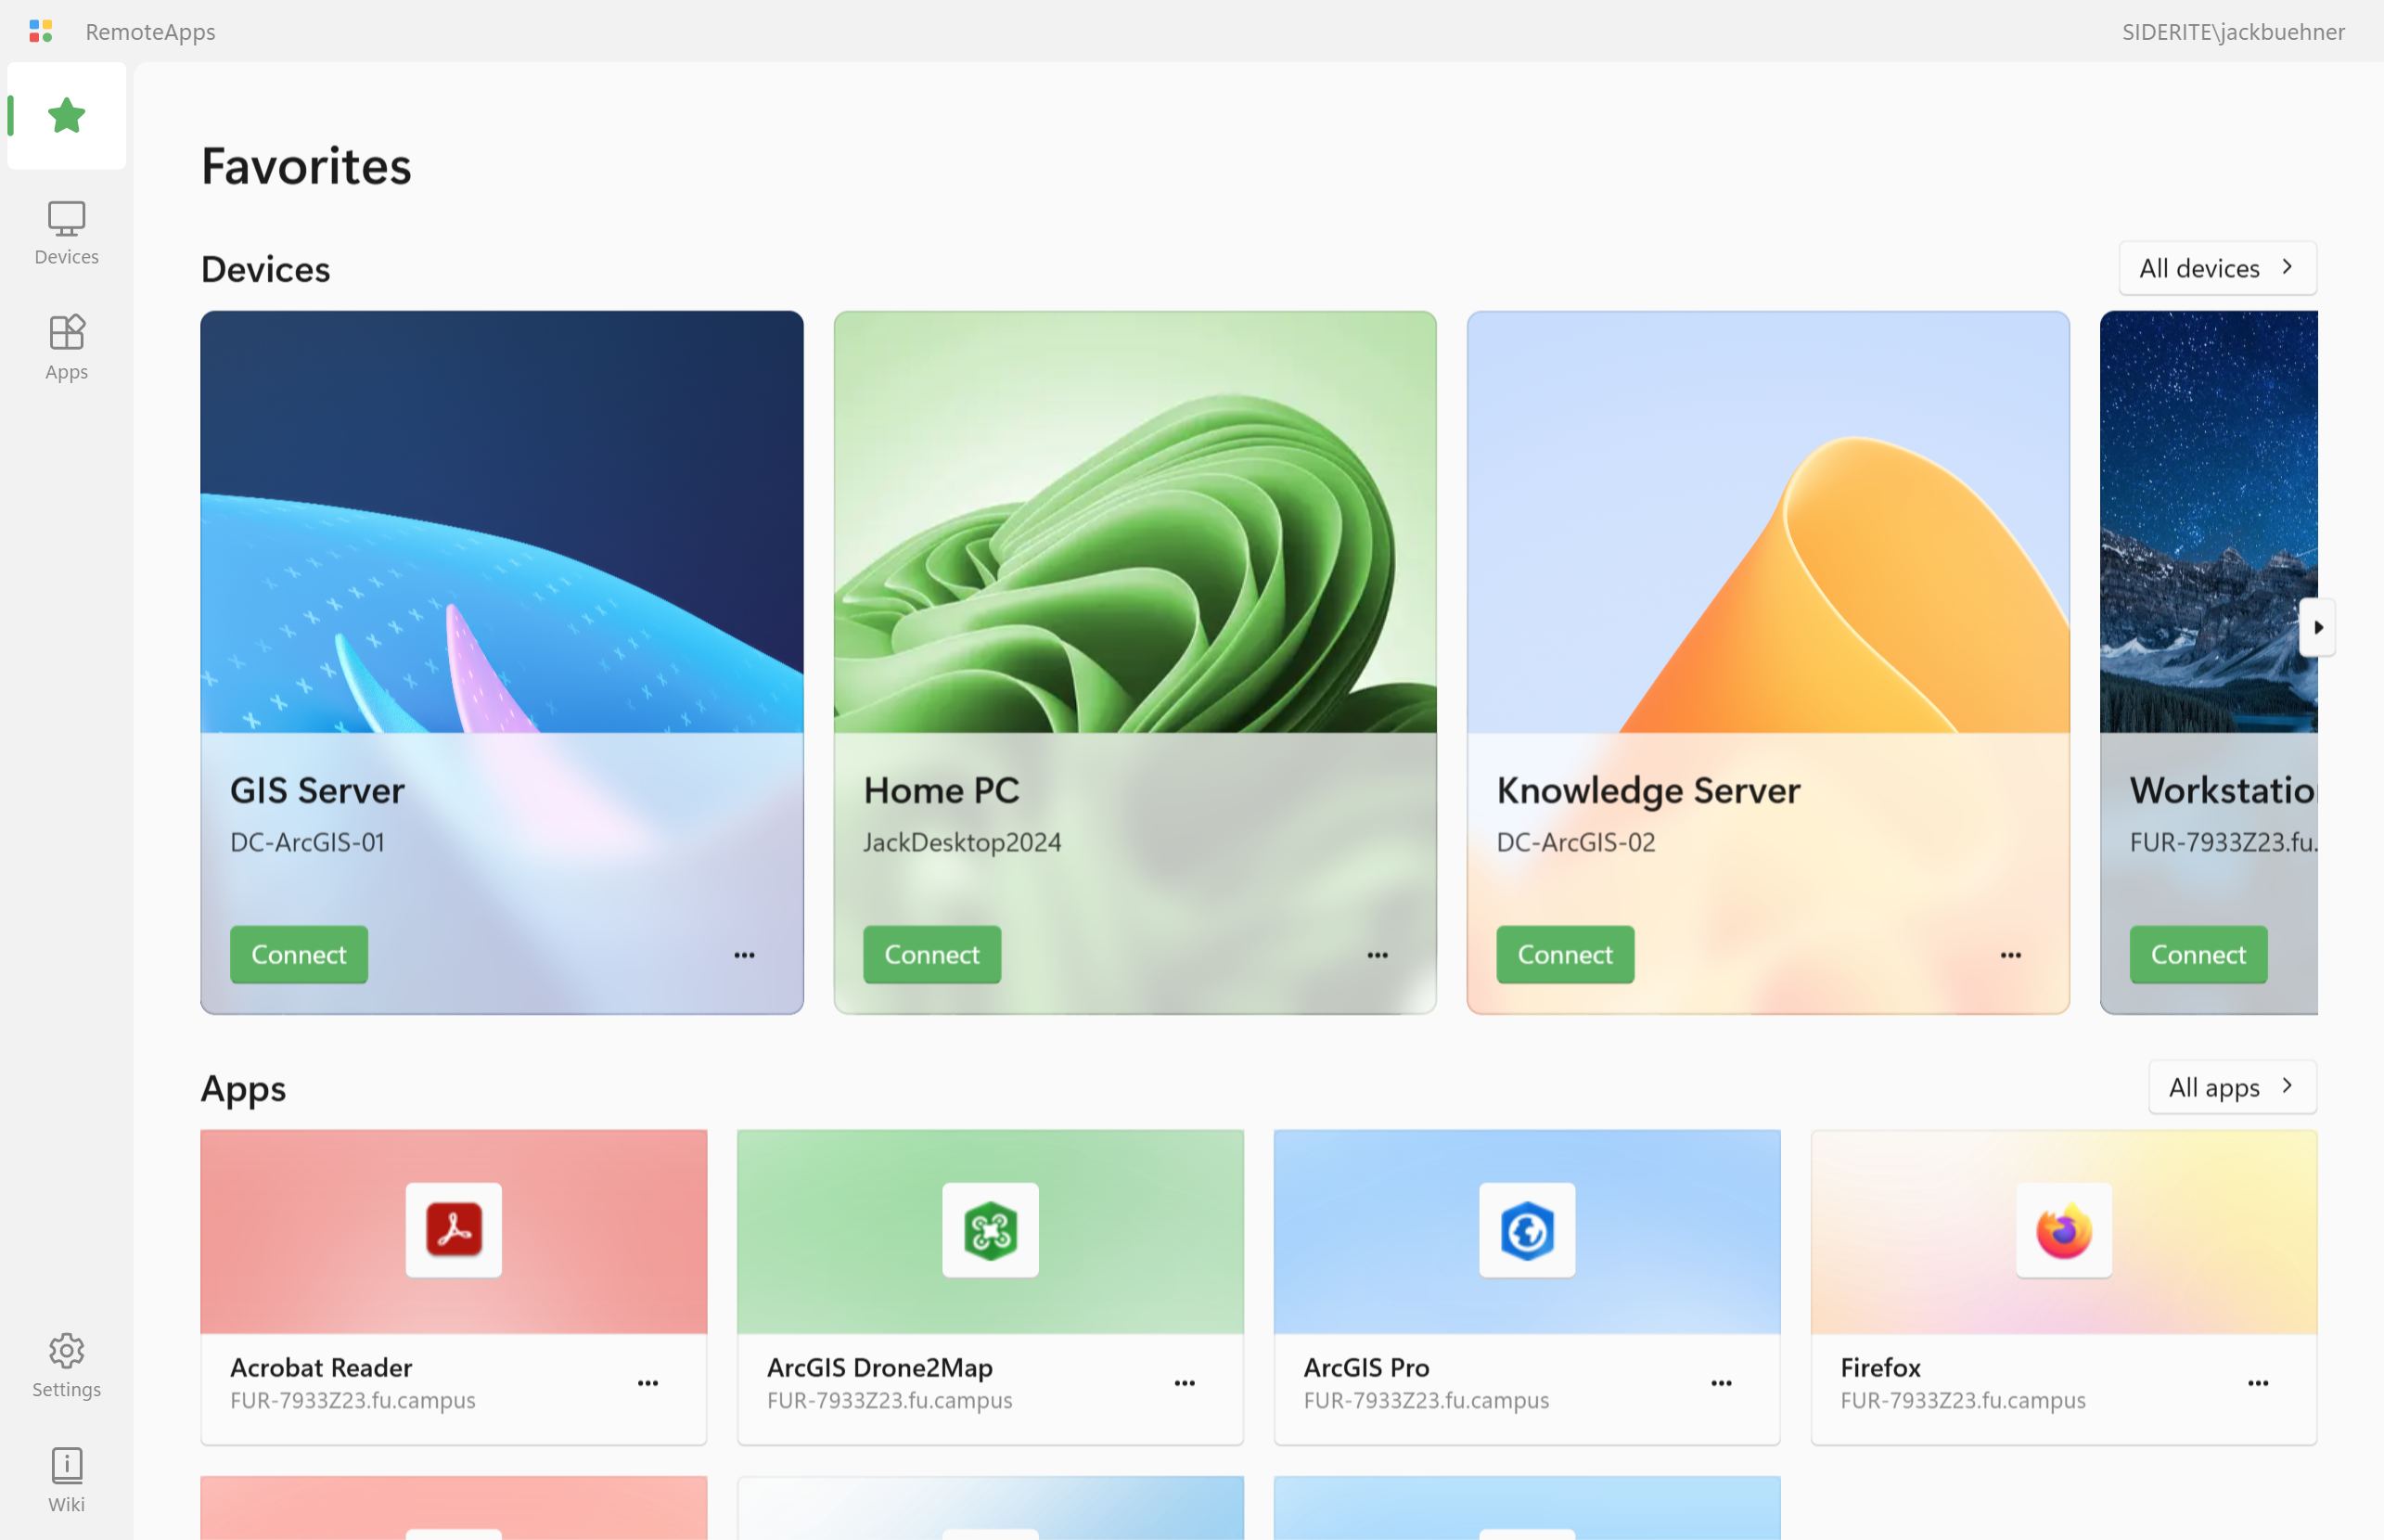 RemoteApps
SIDERITE\jackbuehner
Devices
Apps
Settings
Wiki
Favorites
Devices
All devices
GIS Server
DC-ArcGIS-01
Connect
Home PC
JackDesktop2024
Connect
Knowledge Server
DC-ArcGIS-02
Connect
Workstation
FUR-7933Z23.fu.
Connect
Apps
All apps
Acrobat Reader
FUR-7933Z23.fu.campus
ArcGIS Drone2Map
FUR-7933Z23.fu.campus
ArcGIS Pro
FUR-7933Z23.fu.campus
Firefox
FUR-7933Z23.fu.campus